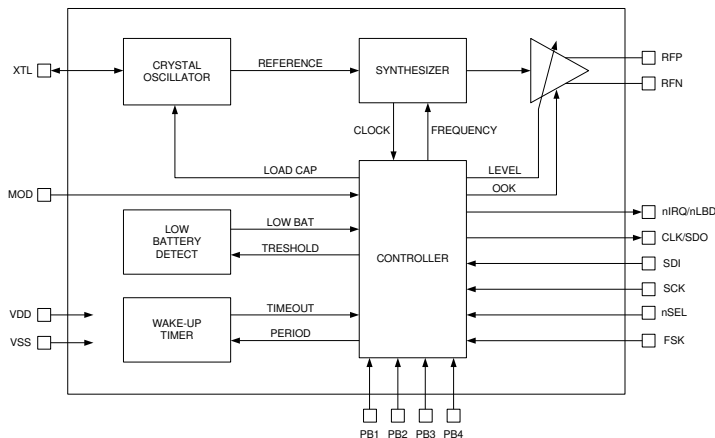 XTL
CRYSTAL
OSCILLATOR
REFERENCE
SYNTHESIZER
RFP
RFN
CLOCK
FREQUENCY
LOAD CAP
LEVEL
MOD
OOK
LOW
BATTERY
DETECT
LOW BAT
TRESHOLD
CONTROLLER
nIRQ/nLBD
CLK/SDO
SDI
SCK
nSEL
FSK
VDD
VSS
WAKE-UP
TIMER
TIMEOUT
PERIOD
PB1
PB2
PB3
PB4